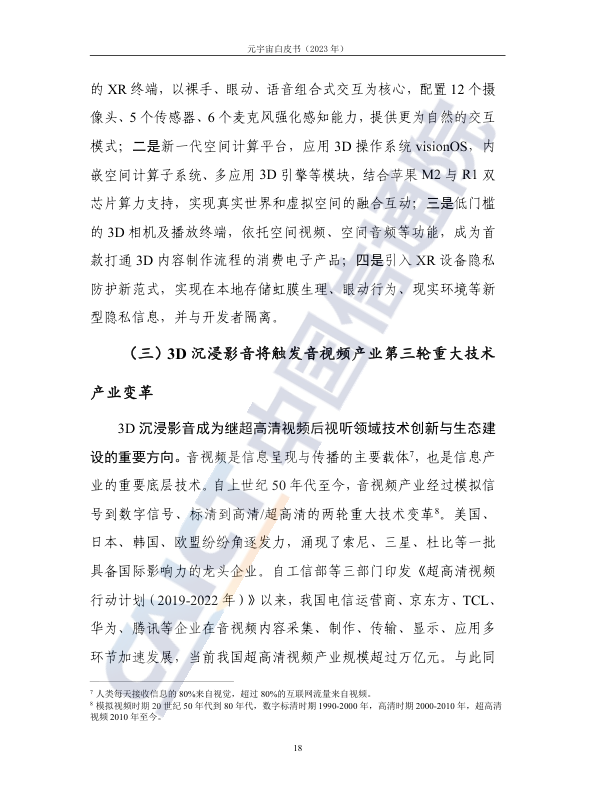 元宇宙白皮书（2023 年）
的 XR 终端，以裸手、眼动、语音组合式交互为核心，配置 12 个摄
像头、5 个传感器、6 个麦克风强化感知能力，提供更为自然的交互
模式；二是新一代空间计算平台，应用 3D 操作系统 visionOS，内
嵌空间计算子系统、多应用 3D 引擎等模块，结合苹果 M2 与 R1 双
芯片算力支持，实现真实世界和虚拟空间的融合互动；三是低门槛
的 3D 相机及播放终端，依托空间视频、空间音频等功能，成为首
款打通 3D 内容制作流程的消费电子产品；四是引入 XR 设备隐私
防护新范式，实现在本地存储虹膜生理、眼动行为、现实环境等新
型隐私信息，并与开发者隔离。
（三）3D 沉浸影音将触发音视频产业第三轮重大技术
产业变革
3D 沉浸影音成为继超高清视频后视听领域技术创新与生态建
设的重要方向。音视频是信息呈现与传播的主要载体7，也是信息产
业的重要底层技术。自上世纪 50 年代至今，音视频产业经过模拟信
号到数字信号、标清到高清/超高清的两轮重大技术变革8。美国、
日本、韩国、欧盟纷纷角逐发力，涌现了索尼、三星、杜比等一批
具备国际影响力的龙头企业。自工信部等三部门印发《超高清视频
行动计划（2019-2022 年）》以来，我国电信运营商、京东方、TCL、
华为、腾讯等企业在音视频内容采集、制作、传输、显示、应用多
环节加速发展，当前我国超高清视频产业规模超过万亿元。与此同
7 人类每天接收信息的 80%来自视觉，超过 80%的互联网流量来自视频。
8 模拟视频时期 20 世纪 50 年代到 80 年代，数字标清时期 1990-2000 年，高清时期 2000-2010 年，超高清
视频 2010 年至今。
18
CAICT 中国信通院